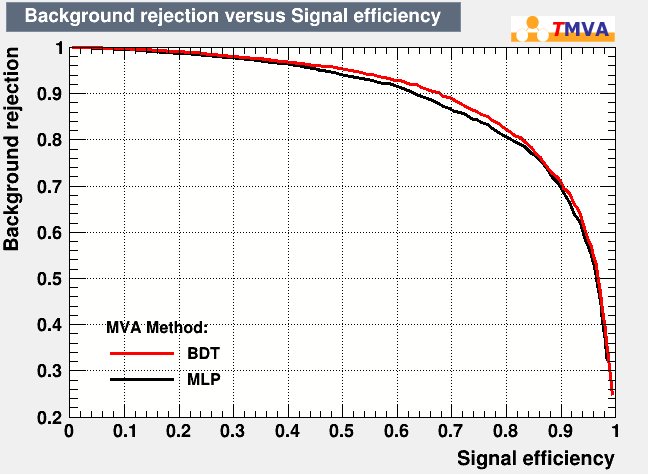 Background rejection versus Signal efficiency
TMVA
Background rejection
1
0.9
0.8
0.7
0.6
0.5
0.4
0.3
0.2
MVA Method:
BDT
MLP
0 0.1 0.2 0.3 0.4 0.5 0.6 0.7 0.8 0.9 1
Signal efficiency